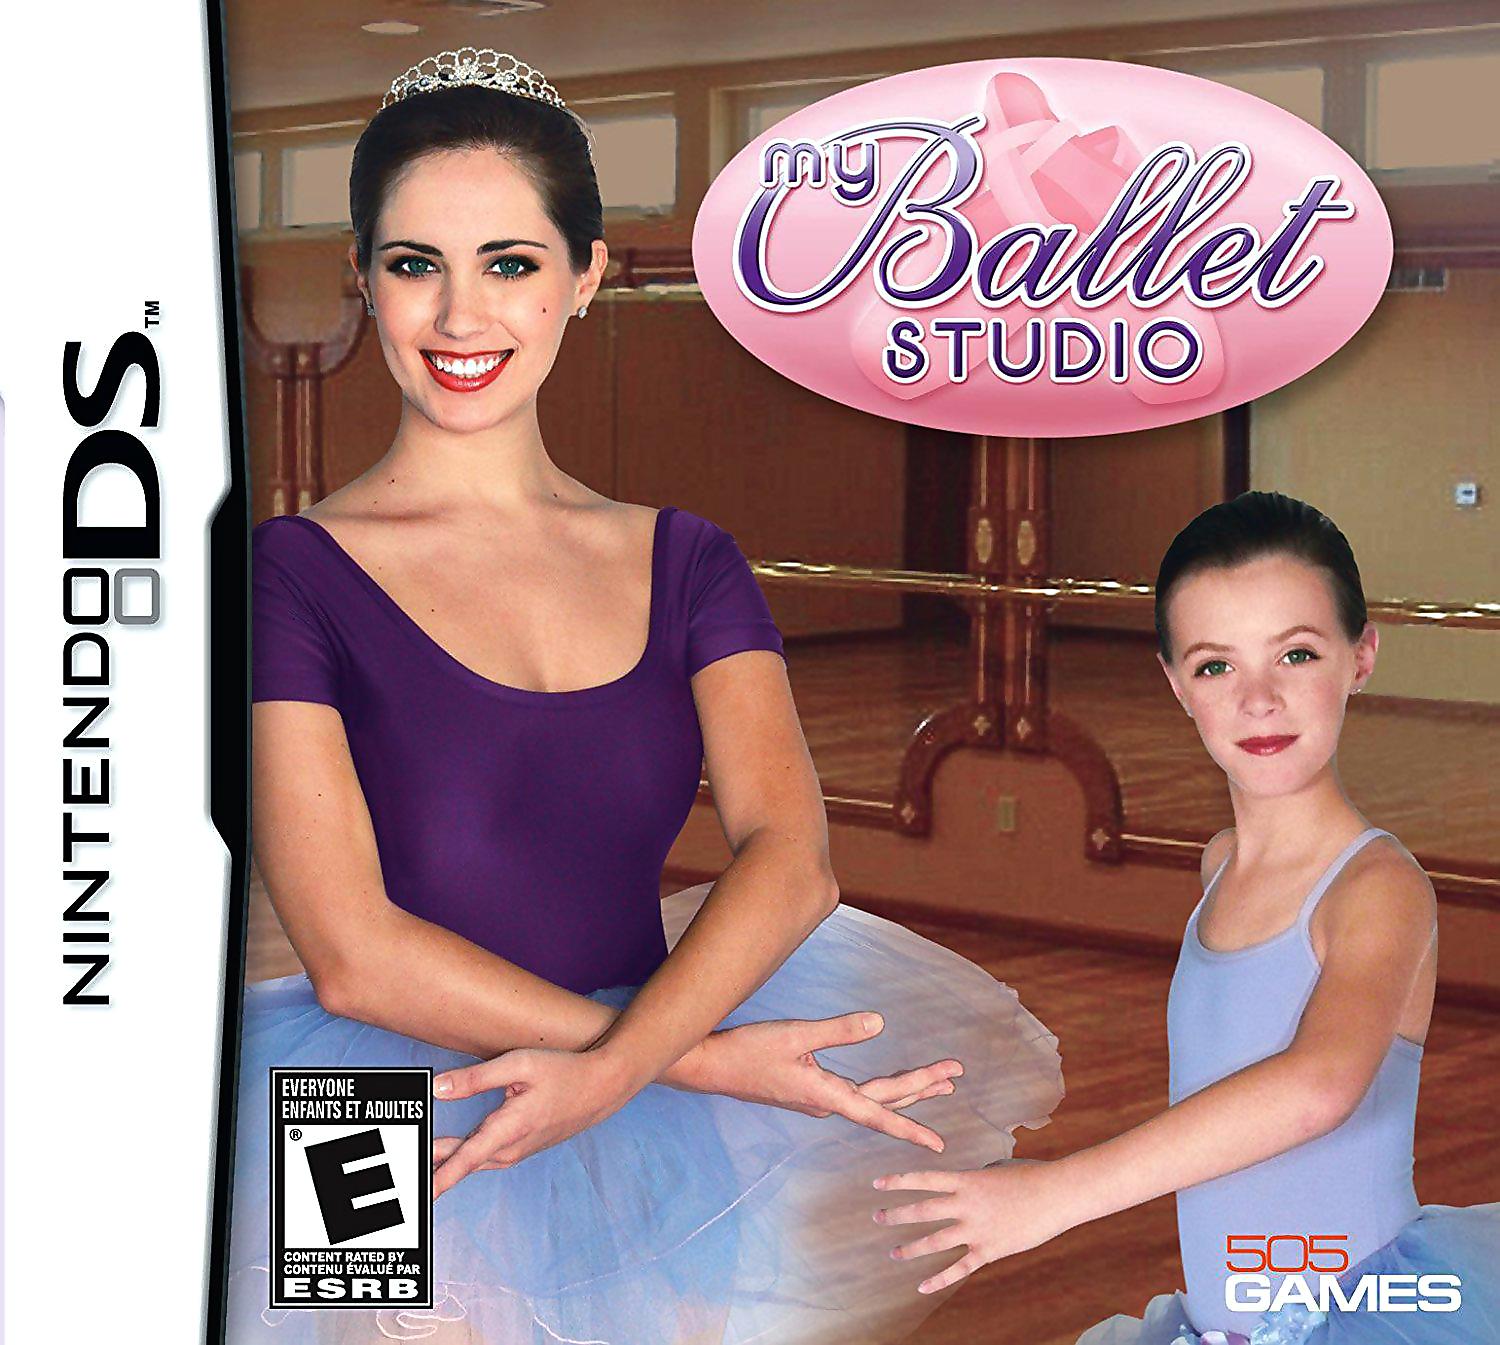 NINTENDO DS™
my
Ballet
STUDIO
EVERYONE
ENFANTS ET ADULTES
®
E
CONTENT RATED BY
CONTENU ÉVALUÉ PAR
ESRB
505
GAMES